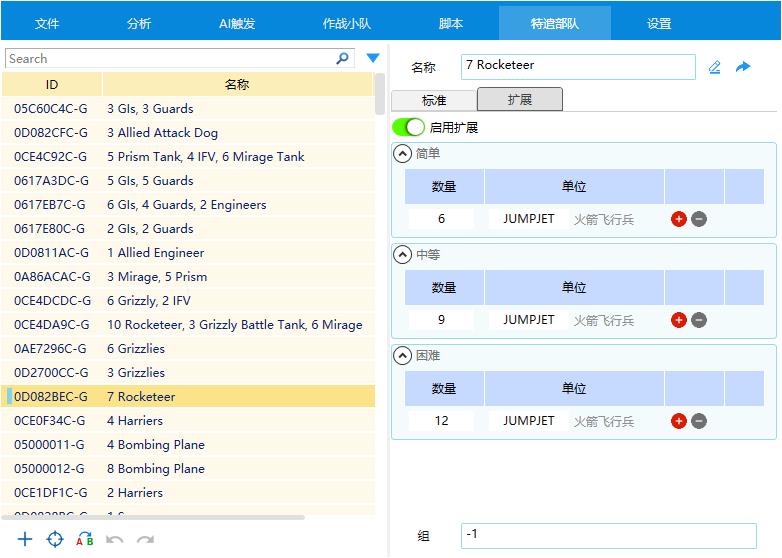 文件 分析 AI触发 作战小队 脚本 特遣部队 设置
Search
ID 名称
05C60C4C-G 3 GIs, 3 Guards
0D082CFC-G 3 Allied Attack Dog
0CE4C92C-G 5 Prism Tank, 4 IFV, 6 Mirage Tank
0617A3DC-G 5 GIs, 5 Guards
0617EB7C-G 6 GIs, 4 Guards, 2 Engineers
0617E80C-G 2 GIs, 2 Guards
0D0811AC-G 1 Allied Engineer
0A86ACAC-G 3 Mirage, 5 Prism
0CE4DCDC-G 6 Grizzly, 2 IFV
0CE4DA9C-G 10 Rocketeer, 3 Grizzly Battle Tank, 6 Mirage
0AE7296C-G 6 Grizzlies
0D2700CC-G 3 Grizzlies
0D082BEC-G 7 Rocketeer
0CE0F34C-G 4 Harriers
05000011-G 4 Bombing Plane
05000012-G 8 Bombing Plane
0CE1DF1C-G 2 Harriers
A B
名称 7 Rocketeer
标准 扩展
启用扩展
简单
数量 单位
6 JUMPJET 火箭飞行兵
中等
数量 单位
9 JUMPJET 火箭飞行兵
困难
数量 单位
12 JUMPJET 火箭飞行兵
组 -1